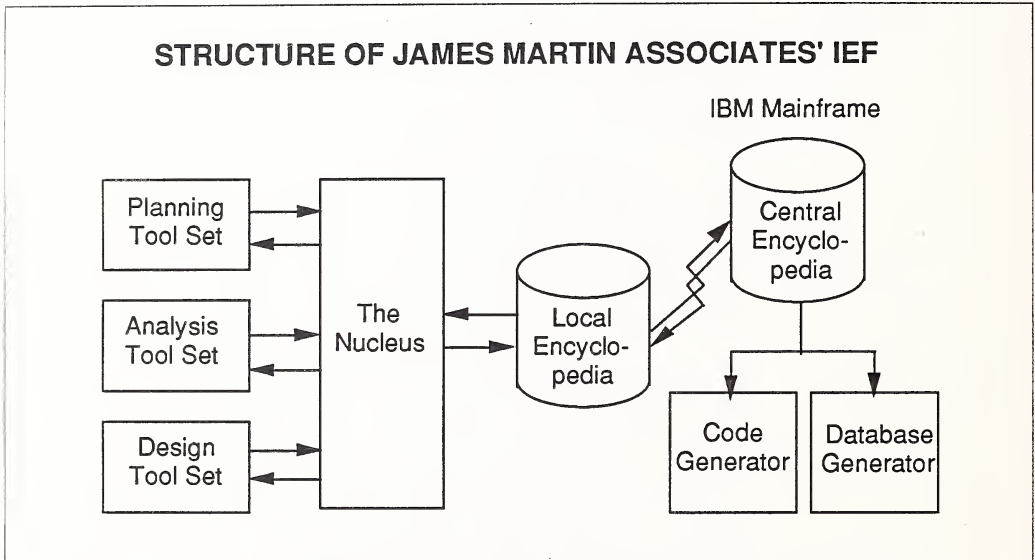 STRUCTURE OF JAMES MARTIN ASSOCIATES' IEF
IBM Mainframe
Planning
Tool Set
Analysis
Tool Set
Design
Tool Set
The
Nucleus
Local
Encyclo-
pedia
Central
Encyclo-
pedia
Code
Generator
Database
Generator